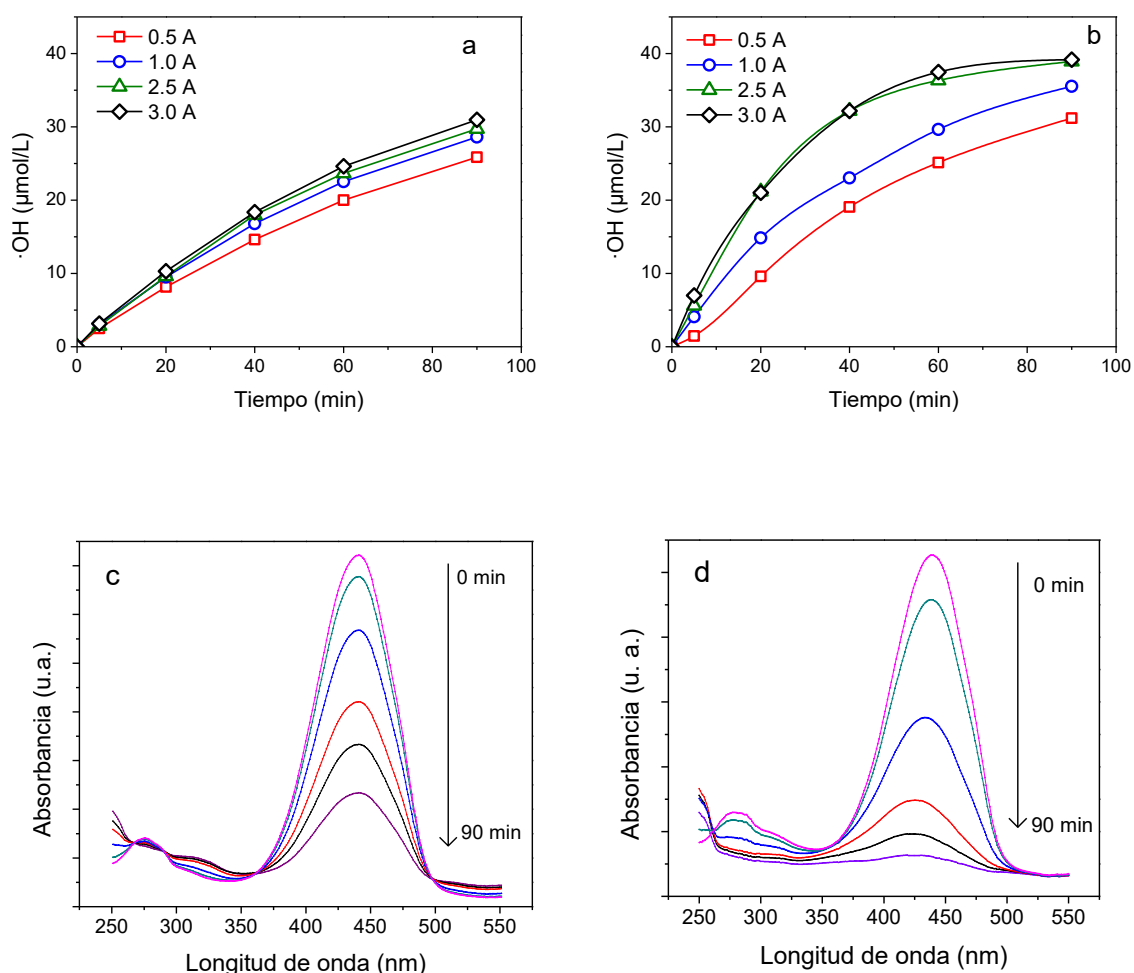 a
0.5 A
1.0 A
2.5 A
3.0 A
40
30
20
10
0
0 20 40 60 80 100
·OH (µmol/L)
Tiempo (min)
b
0.5 A
1.0 A
2.5 A
3.0 A
40
30
20
10
0
0 20 40 60 80 100
·OH (µmol/L)
Tiempo (min)
c
0 min
90 min
Absorbancia (u.a.)
250 300 350 400 450 500 550
Longitud de onda (nm)
d
0 min
90 min
Absorbancia (u. a.)
250 300 350 400 450 500 550
Longitud de onda (nm)